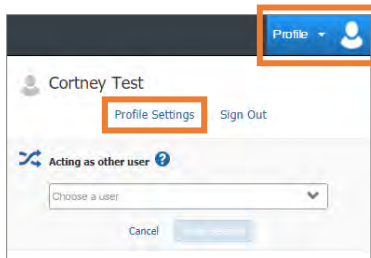 Profile
Cortney Test
Profile Settings Sign Out
Acting as other user ?
Choose a user
Cancel